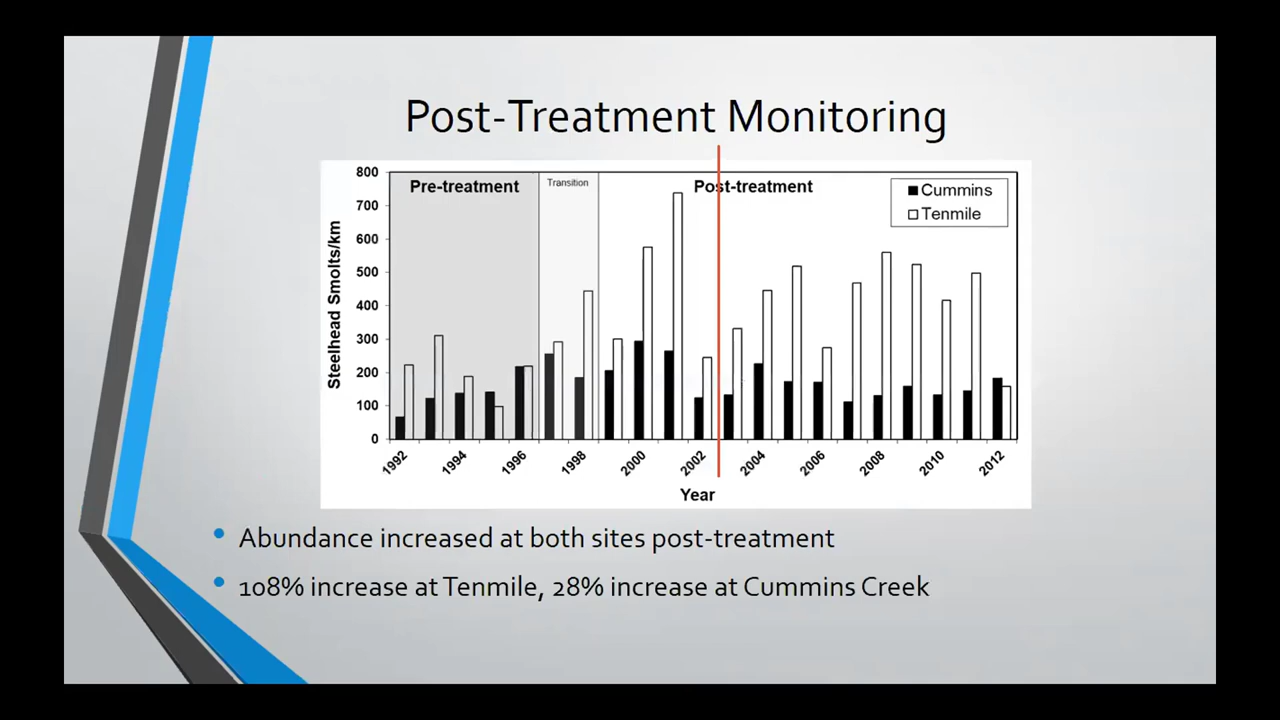 Post-Treatment Monitoring
Pre-treatment
Transition
Post-treatment
Cummins
Tenmile
Steelhead Smolts/km
800
700
600
500
400
300
200
100
0
1992
1994
1996
1998
2000
2002
2004
2006
2008
2010
2012
Year
Abundance increased at both sites post-treatment
108% increase at Tenmile, 28% increase at Cummins Creek